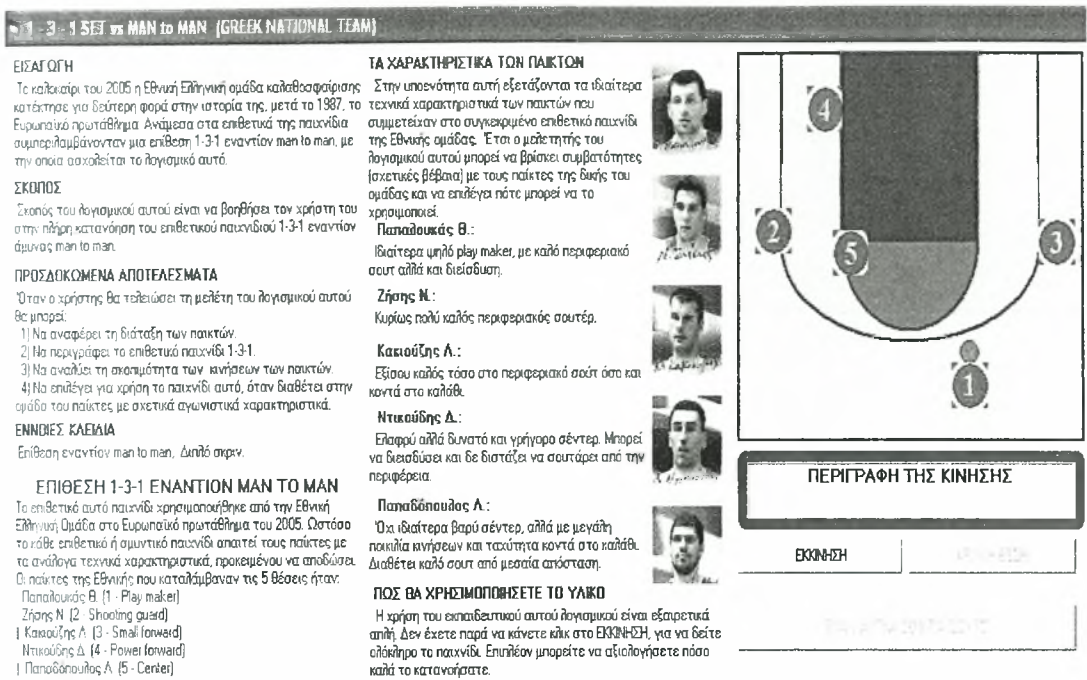 1 - 3 - 1 SET vs MAN to MAN (GREEK NATIONAL TEAM)
ΕΙΣΑΓΩΓΗ
Το καλοκαίρι του 2005 η Εθνική Ελληνική ομάδα καλαθοσφαίρισης
κατέκτησε για δεύτερη φορά στην ιστορία της, μετά το 1987, το
Ευρωπαϊκό πρωτάθλημα. Ανάμεσα στα επιθετικά της παιχνίδια
συμπεριλαμβάνονταν μια επίθεση 1-3-1 εναντίον man to man, με
την οποία ασχολείται το λογισμικό αυτό.
ΣΚΟΠΟΣ
Σκοπός του λογισμικού αυτού είναι να βοηθήσει τον χρήστη του
στην πλήρη κατανόηση του επιθετικού παιχνιδιού 1-3-1 εναντίον
άμυνας man to man.
ΠΡΟΣΔΟΚΩΜΕΝΑ ΑΠΟΤΕΛΕΣΜΑΤΑ
Όταν ο χρήστης θα τελειώσει τη μελέτη του λογισμικού αυτού
θα μπορεί:
1) Να αναφέρει τη διάταξη των παικτών.
2) Να περιγράφει το επιθετικό παιχνίδι 1-3-1.
3) Να αναλύει τη σκοπιμότητα των κινήσεων των παικτών.
4) Να επιλέγει για χρήση το παιχνίδι αυτό, όταν διαθέτει στην
ομάδα του παίκτες με σχετικά αγωνιστικά χαρακτηριστικά.
ΕΝΝΟΙΕΣ ΚΛΕΙΔΙΑ
Επίθεση εναντίον man to man, Διπλό σκριν.
ΕΠΙΘΕΣΗ 1-3-1 ΕΝΑΝΤΙΟΝ ΜΑΝ ΤΟ ΜΑΝ
Το επιθετικό αυτό παιχνίδι χρησιμοποιήθηκε από την Εθνική
Ελληνική Ομάδα στο Ευρωπαϊκό πρωτάθλημα του 2005. Ωστόσο
το κάθε επιθετικό ή αμυντικό παιχνίδι απαιτεί τους παίκτες με
τα ανάλογα τεχνικά χαρακτηριστικά, προκειμένου να αποδώσει.
Οι παίκτες της Εθνικής που καταλάμβαναν τις 5 θέσεις ήταν:
Παπαλουκάς Θ. (1 - Play maker)
Ζήσης Ν. (2 - Shooting guard)
Κακιούζης Λ. (3 - Small forward)
Ντικούδης Δ. (4 - Power forward)
Παπαδόπουλος Λ. (5 - Center)
ΤΑ ΧΑΡΑΚΤΗΡΙΣΤΙΚΑ ΤΩΝ ΠΑΙΚΤΩΝ
Στην υποενότητα αυτή εξετάζονται τα ιδιαίτερα
τεχνικά χαρακτηριστικά των παικτών που
συμμετείχαν στο συγκεκριμένο επιθετικό παιχνίδι
της Εθνικής ομάδας. Έτσι ο μελετητής του
λογισμικού αυτού μπορεί να βρίσκει συμβατότητες
(σχετικές βέβαια) με τους παίκτες της δικής του
ομάδας και να επιλέγει πότε μπορεί να το
χρησιμοποιεί.
Παπαλουκάς Θ.:
Ιδιαίτερα ψηλό play maker, με καλό περιφερειακό
σουτ αλλά και διείσδυση.
Ζήσης Ν.:
Κυρίως πολύ καλός περιφεριακός σουτέρ.
Κακιούζης Λ.:
Εξίσου καλός τόσο στο περιφεριακό σούτ όσο και
κοντά στο καλάθι.
Ντικούδης Δ.:
Ελαφρύ αλλά δυνατό και γρήγορο σέντερ. Μπορεί
να διεισδύσει και δε διστάζει να σουτάρει από την
περιφέρεια.
Παπαδόπουλος Λ.:
Όχι ιδιαίτερα βαρύ σέντερ, αλλά με μεγάλη
ποικιλία κινήσεων και ταχύτητα κοντά στο καλάθι.
Διαθέτει καλό σουτ από μεσαία απόσταση.
ΠΩΣ ΘΑ ΧΡΗΣΙΜΟΠΟΙΗΣΕΤΕ ΤΟ ΥΛΙΚΟ
Η χρήση του εκπαιδευτικού αυτού λογισμικού είναι εξαιρετικά
απλή. Δεν έχετε παρά να κάνετε κλικ στο ΕΚΚΙΝΗΣΗ, για να δείτε
ολόκληρο το παιχνίδι. Επιπλέον μπορείτε να αξιολογήσετε πόσο
καλά το κατανοήσατε.
4
2
5
3
1
ΠΕΡΙΓΡΑΦΗ ΤΗΣ ΚΙΝΗΣΗΣ
ΕΚΚΙΝΗΣΗ